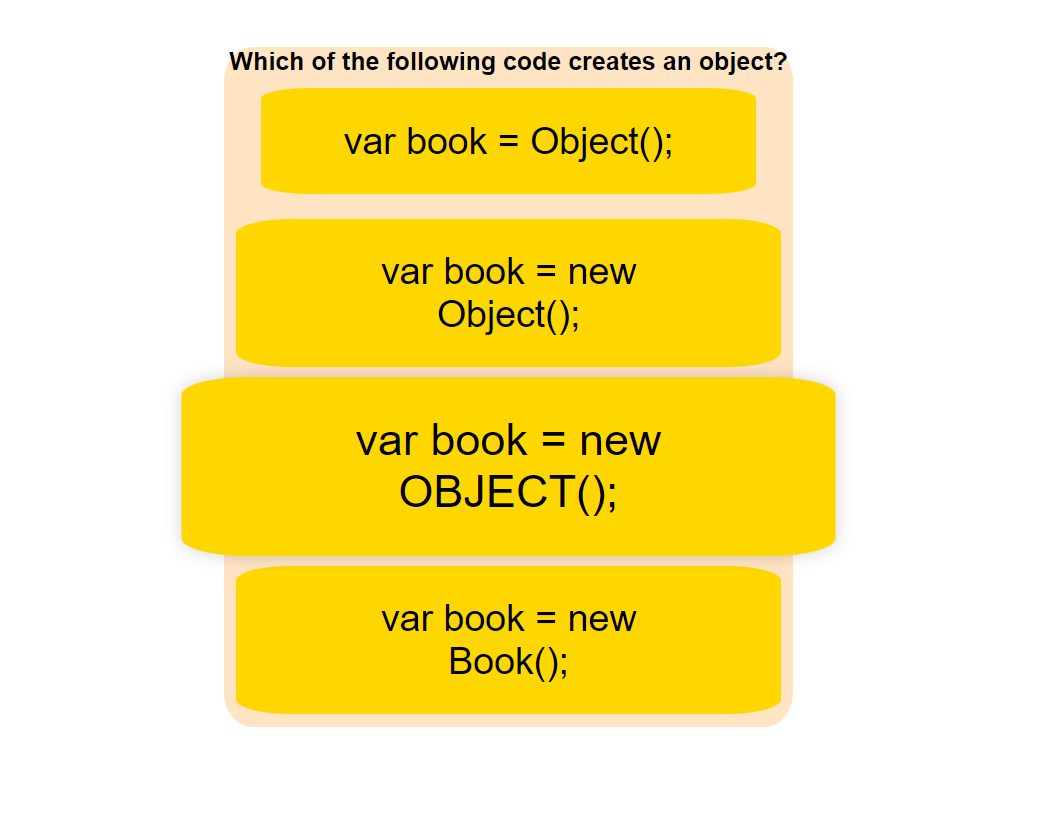 Which of the following code creates an object?
var book = Object();
var book = new
Object();
var book = new
OBJECT();
var book = new
Book();